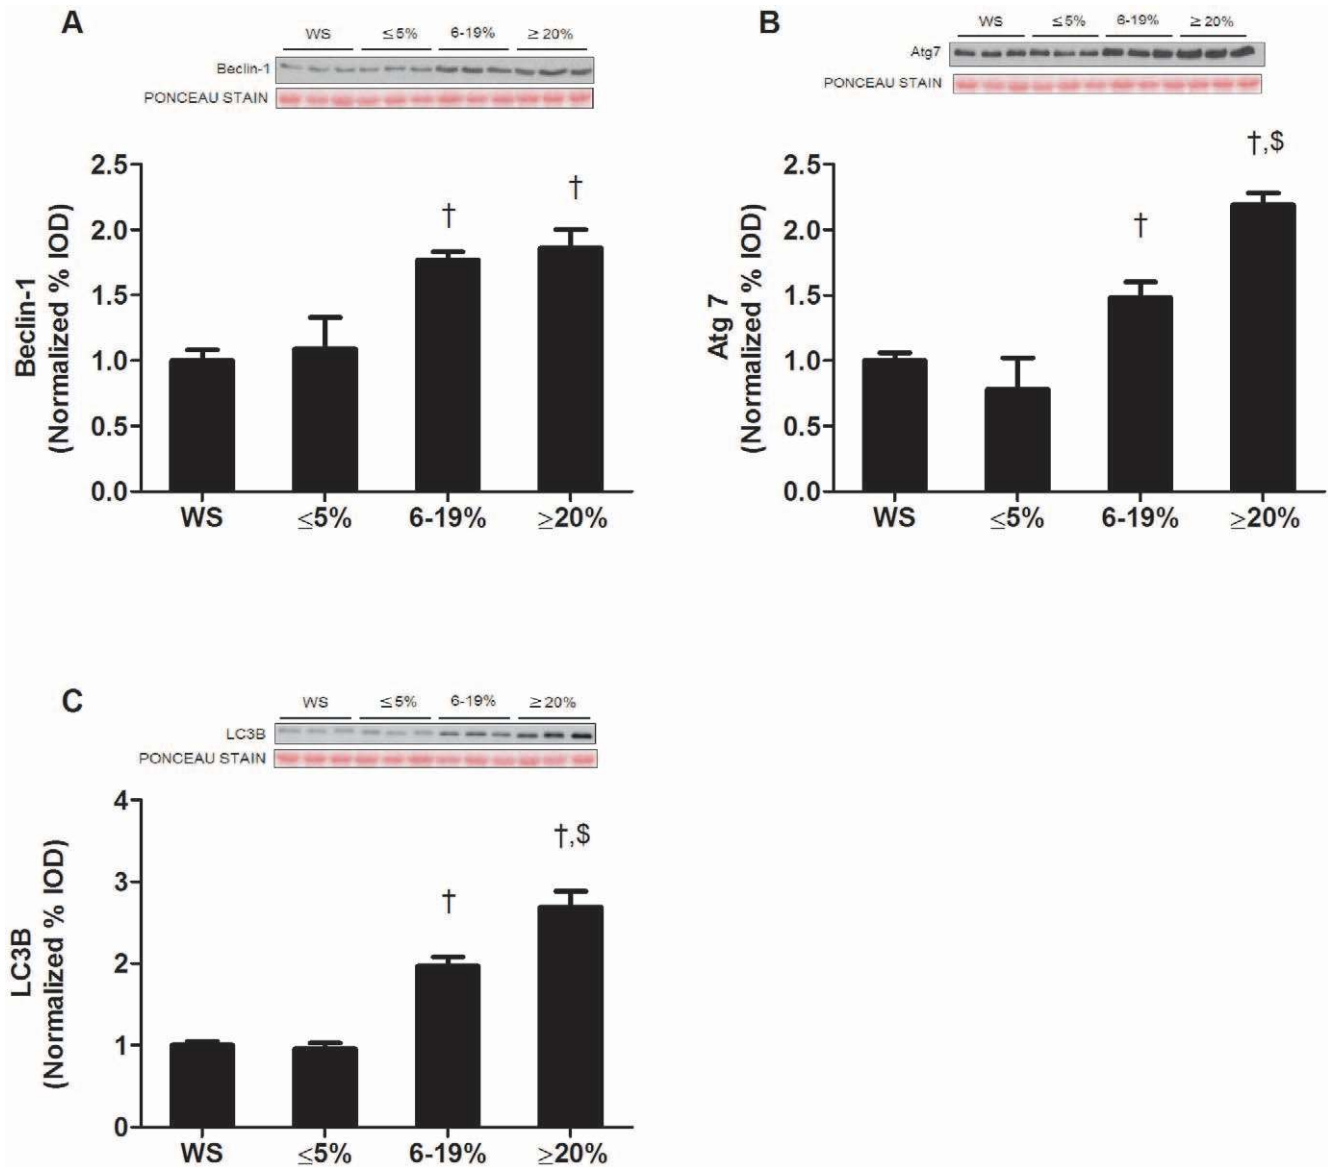 A
WS ≤5% 6-19% ≥20%
Beclin-1
PONCEAU STAIN
† †
2.5
2.0
1.5
1.0
0.5
0.0
Beclin-1
(Normalized % IOD)
WS ≤5% 6-19% ≥20%
B
WS ≤5% 6-19% ≥20%
Atg7
PONCEAU STAIN
†,$
†
2.5
2.0
1.5
1.0
0.5
0.0
Atg 7
(Normalized % IOD)
WS ≤5% 6-19% ≥20%
C
WS ≤5% 6-19% ≥20%
LC3B
PONCEAU STAIN
†,$
†
4
3
2
1
0
LC3B
(Normalized % IOD)
WS ≤5% 6-19% ≥20%